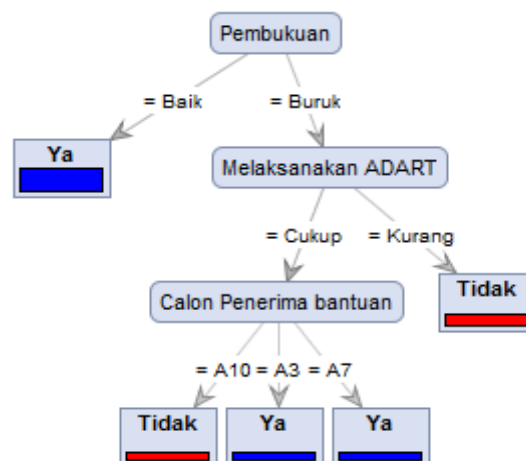 Pembukuan
= Baik
= Buruk
Ya
Melaksanakan ADART
= Cukup
= Kurang
Calon Penerima bantuan
Tidak
= A10 = A3 = A7
Tidak
Ya
Ya